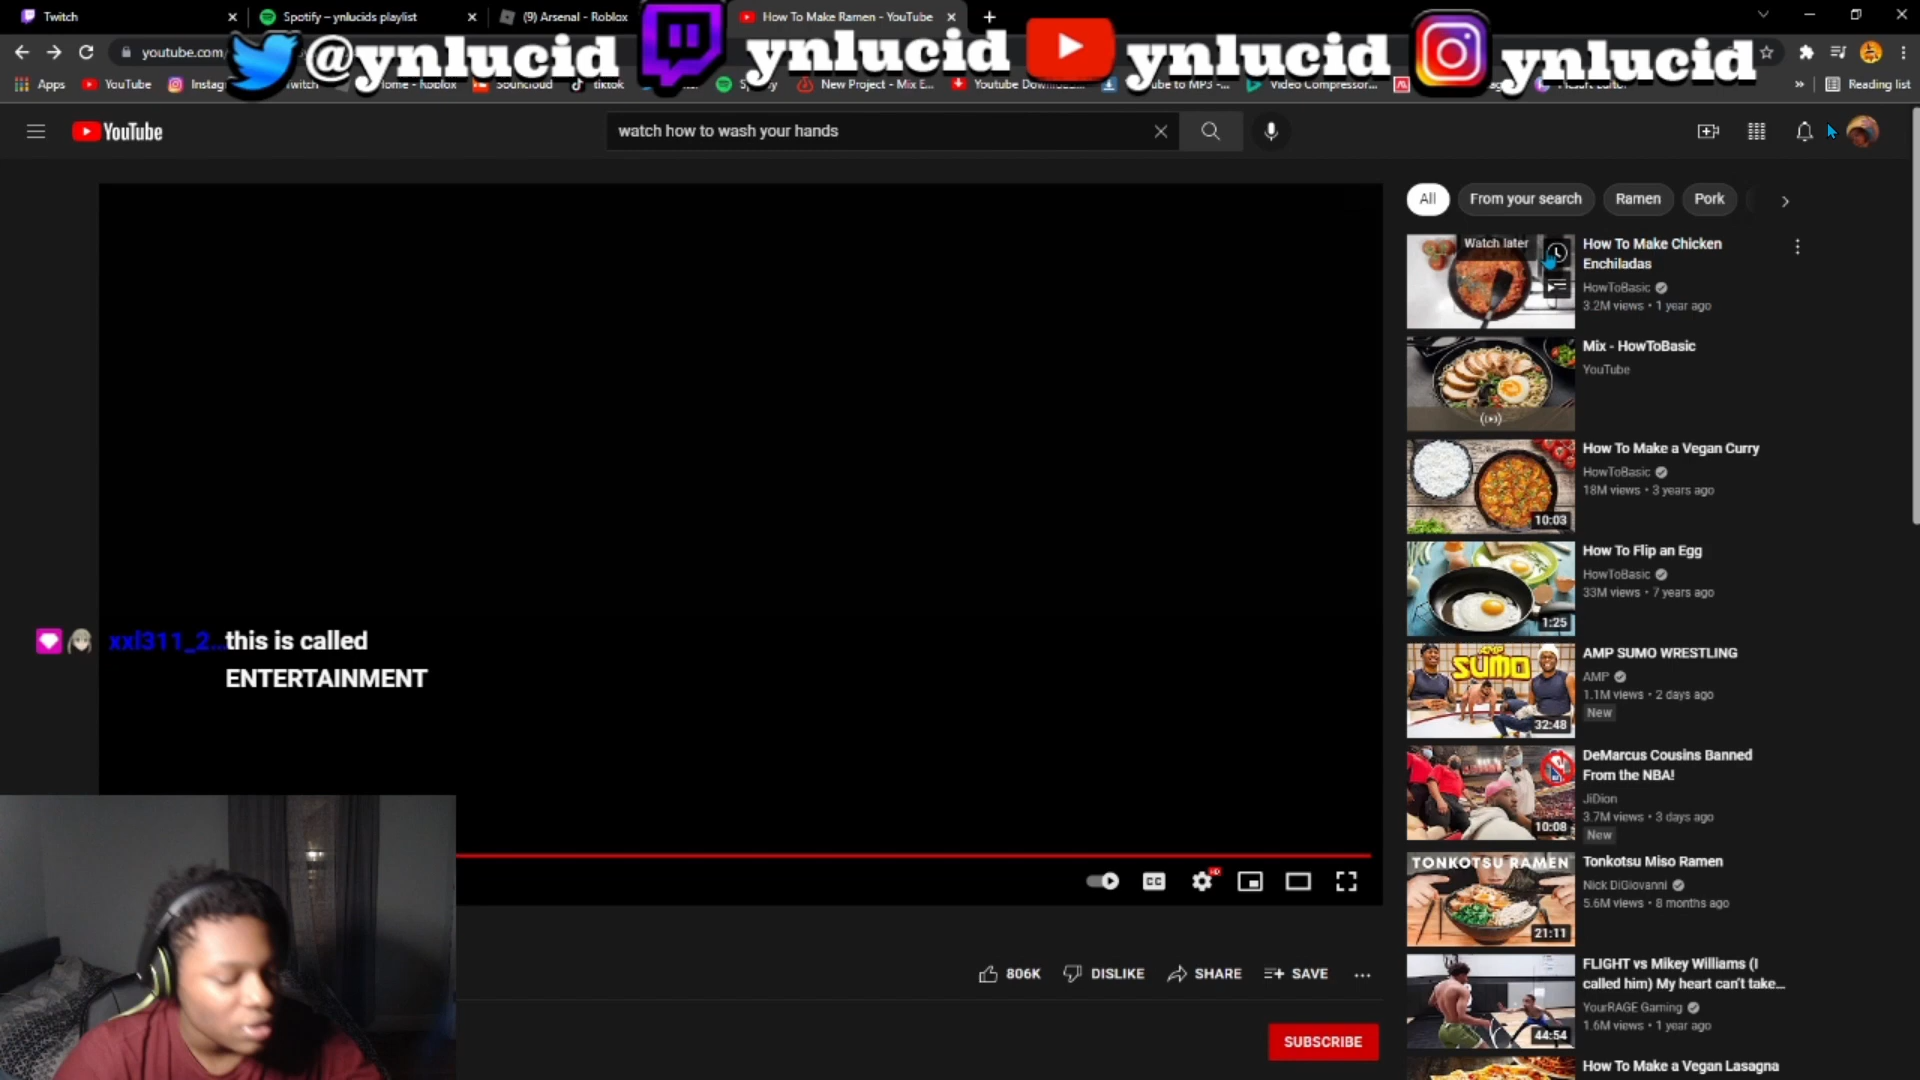 Twitch
Spotify – ynlucids playlist
(9) Arsenal - Roblox
How To Make Ramen - YouTube
youtube.com
@ynlucid
ynlucid
ynlucid
ynlucid
Apps
YouTube
New Project - Mix E...
Video Compressor...
Reading list
YouTube
watch how to wash your hands
All
From your search
Ramen
Pork
Watch later
How To Make Chicken
Enchiladas
HowToBasic
3.2M views • 1 year ago
Mix - HowToBasic
YouTube
How To Make a Vegan Curry
HowToBasic
18M views • 3 years ago
10:03
How To Flip an Egg
HowToBasic
33M views • 7 years ago
1:25
xxl311_2... this is called
ENTERTAINMENT
AMP SUMO WRESTLING
AMP
1.1M views • 2 days ago
New
SUMO
32:48
DeMarcus Cousins Banned
From the NBA!
JiDion
3.7M views • 3 days ago
New
10:08
TONKOTSU RAMEN
Tonkotsu Miso Ramen
Nick DiGiovanni
5.6M views • 8 months ago
21:11
CC
HD
806K
DISLIKE
SHARE
SAVE
FLIGHT vs Mikey Williams (I
called him) My heart can't take...
YourRAGE Gaming
1.6M views • 1 year ago
44:54
SUBSCRIBE
How To Make a Vegan Lasagna